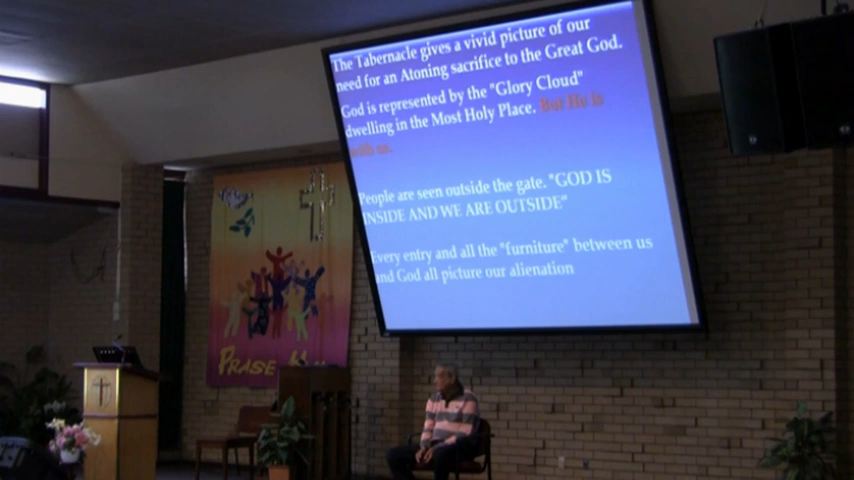 The Tabernacle gives a vivid picture of our
need for an Atoning sacrifice to the Great God.
God is represented by the "Glory Cloud"
dwelling in the Most Holy Place. But He is
with us.
People are seen outside the gate. "GOD IS
INSIDE AND WE ARE OUTSIDE"
Every entry and all the "furniture" between us
and God all picture our alienation
PRAISE